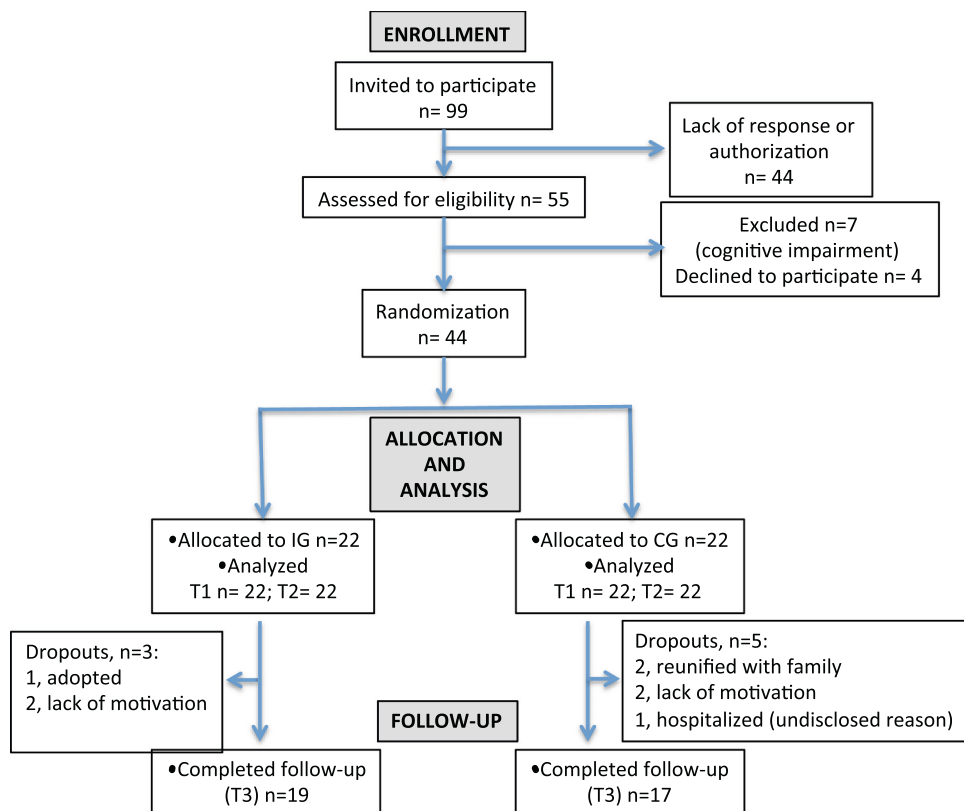 ENROLLMENT
Invited to participate
n= 99
Lack of response or
authorization
n= 44
Assessed for eligibility n= 55
Excluded n=7
(cognitive impairment)
Declined to participate n= 4
Randomization
n= 44
ALLOCATION
AND
ANALYSIS
•Allocated to IG n=22
•Analyzed
T1 n= 22; T2= 22
•Allocated to CG n=22
•Analyzed
T1 n= 22; T2= 22
Dropouts, n=3:
1, adopted
2, lack of motivation
Dropouts, n=5:
2, reunified with family
2, lack of motivation
1, hospitalized (undisclosed reason)
FOLLOW-UP
•Completed follow-up
(T3) n=19
•Completed follow-up
(T3) n=17